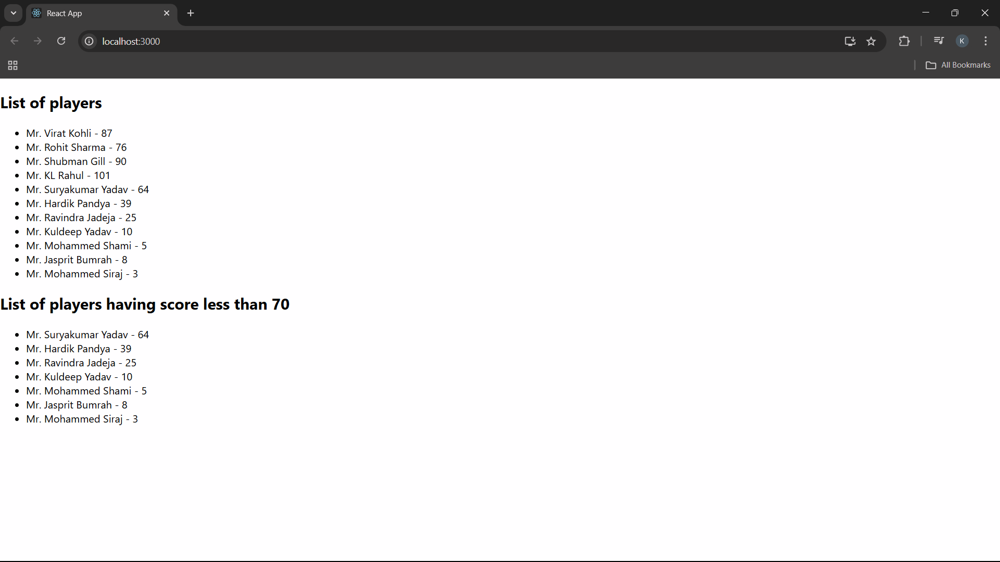 React App
localhost:3000
K
All Bookmarks
List of players
Mr. Virat Kohli - 87
Mr. Rohit Sharma - 76
Mr. Shubman Gill - 90
Mr. KL Rahul - 101
Mr. Suryakumar Yadav - 64
Mr. Hardik Pandya - 39
Mr. Ravindra Jadeja - 25
Mr. Kuldeep Yadav - 10
Mr. Mohammed Shami - 5
Mr. Jasprit Bumrah - 8
Mr. Mohammed Siraj - 3
List of players having score less than 70
Mr. Suryakumar Yadav - 64
Mr. Hardik Pandya - 39
Mr. Ravindra Jadeja - 25
Mr. Kuldeep Yadav - 10
Mr. Mohammed Shami - 5
Mr. Jasprit Bumrah - 8
Mr. Mohammed Siraj - 3